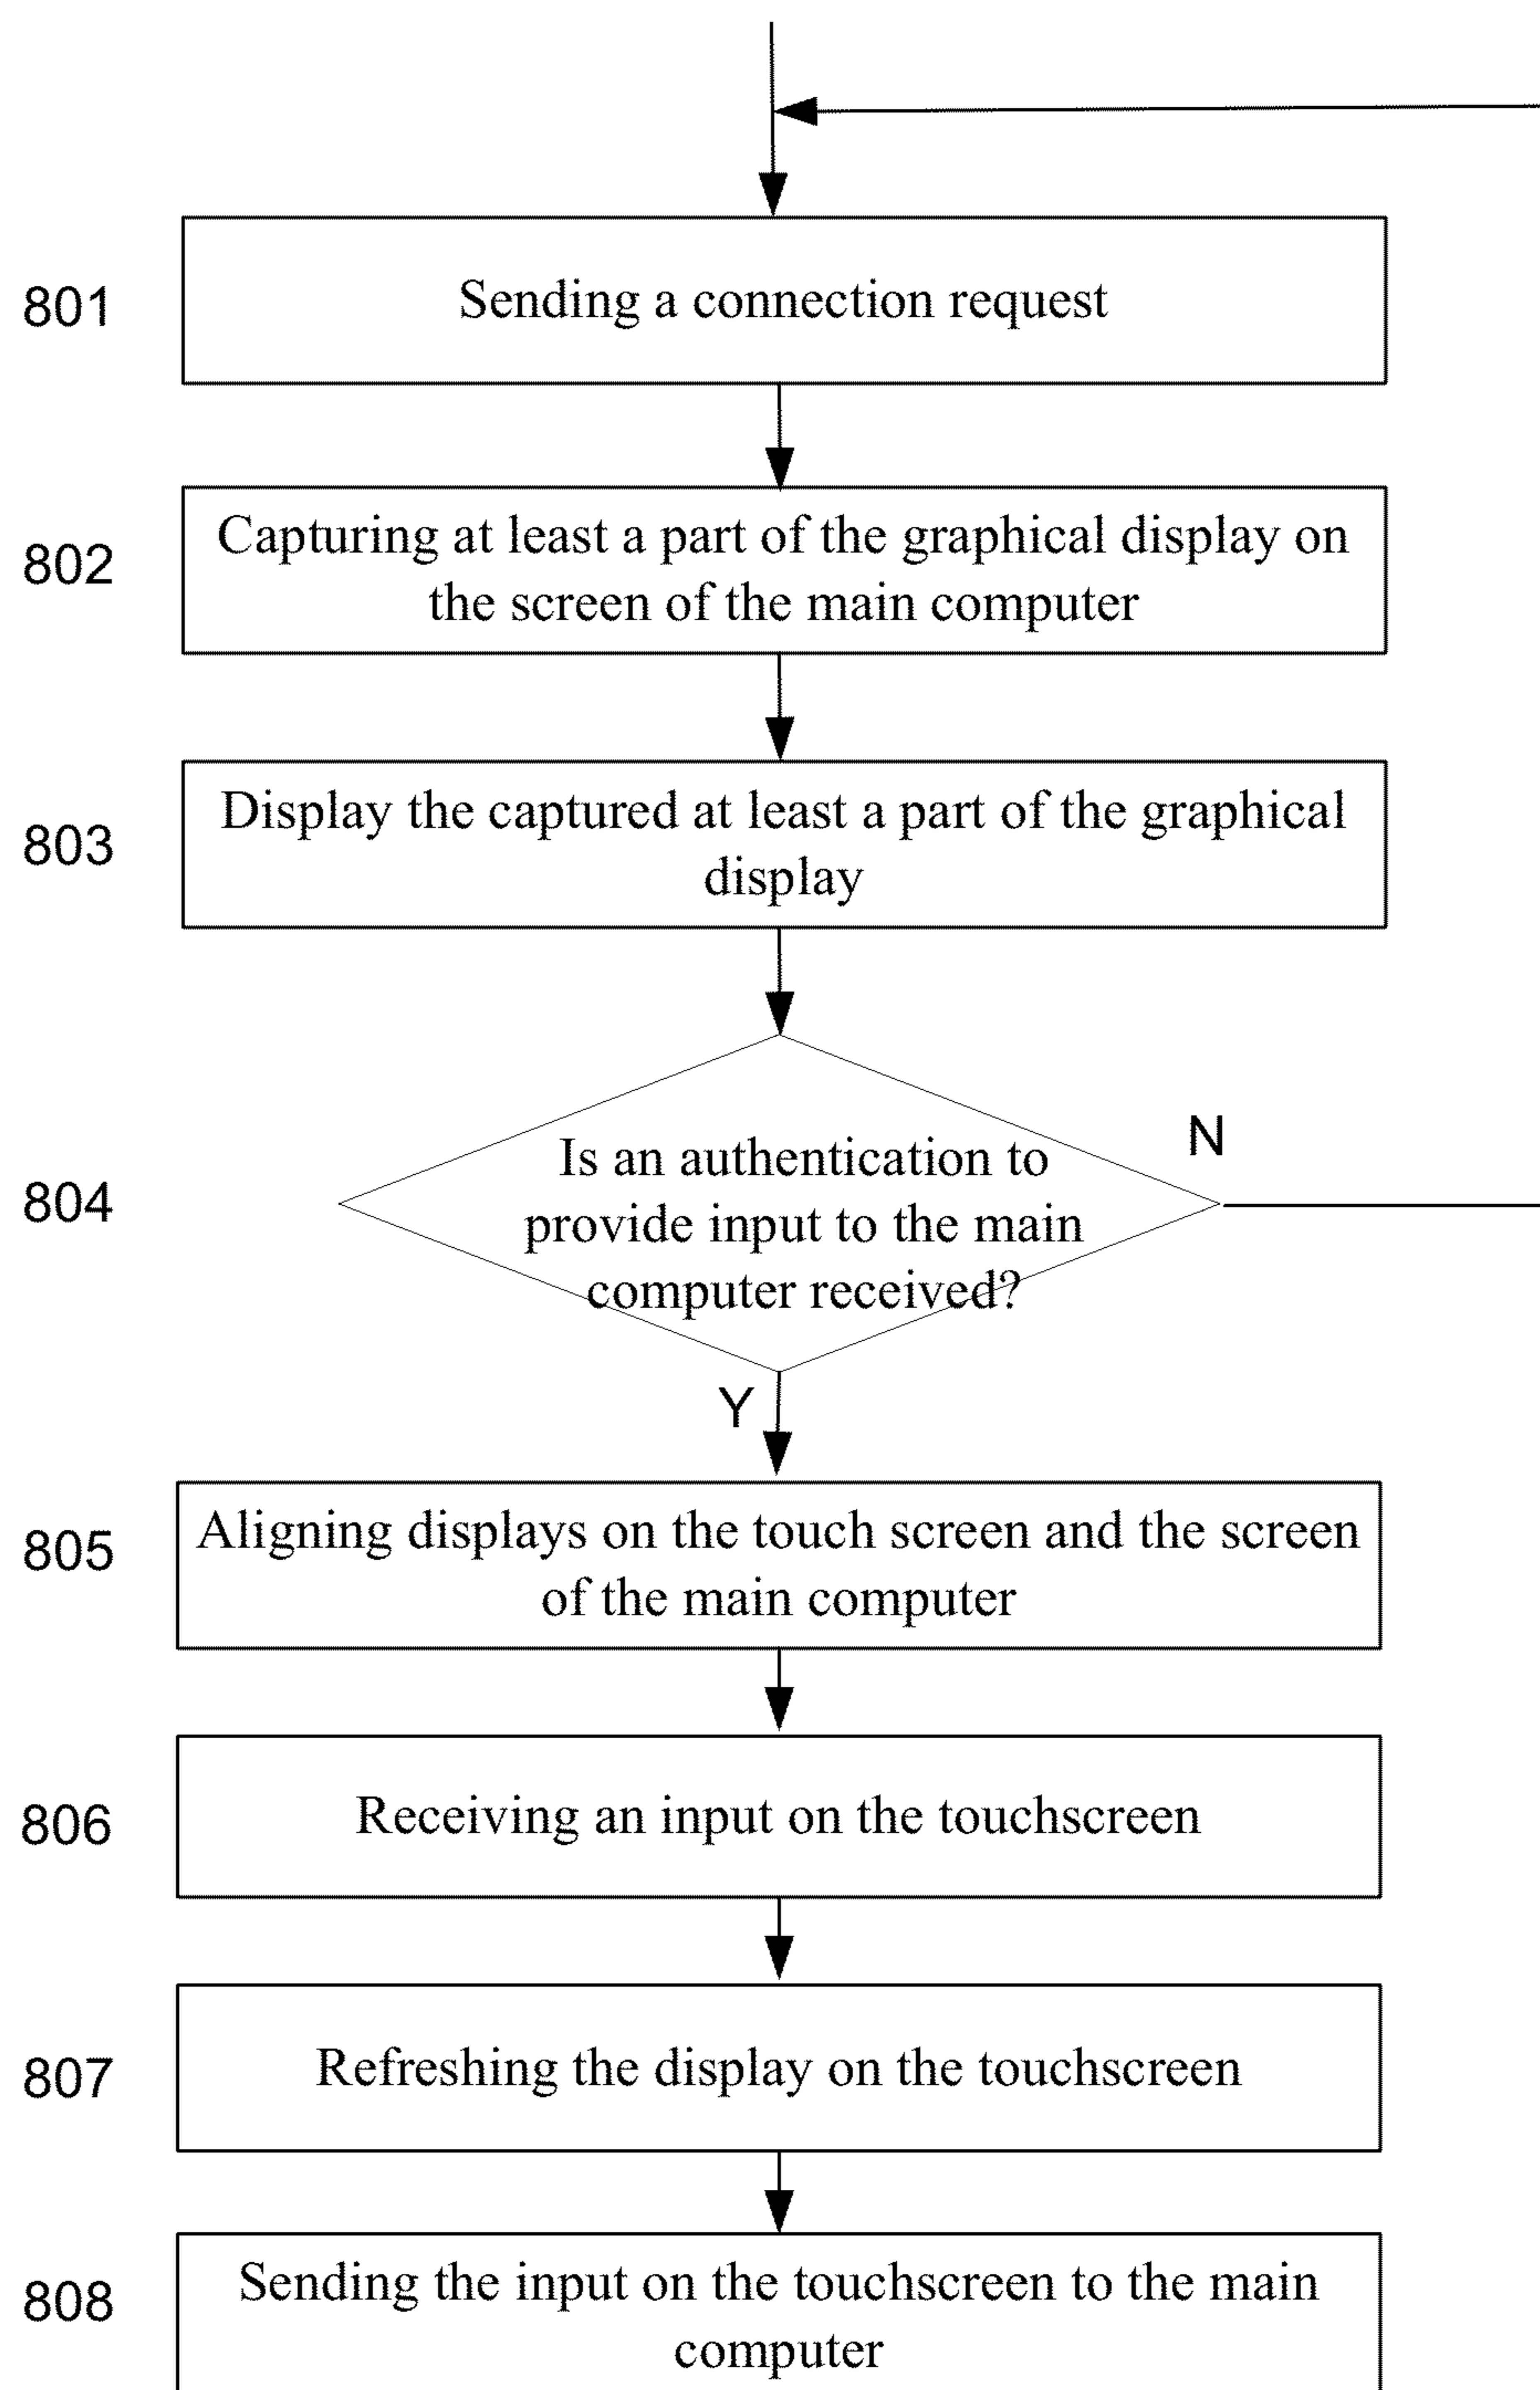 801
Sending a connection request
802
Capturing at least a part of the graphical display on
the screen of the main computer
803
Display the captured at least a part of the graphical
display
804
Is an authentication to
provide input to the main
computer received?
N
Y
805
Aligning displays on the touch screen and the screen
of the main computer
806
Receiving an input on the touchscreen
807
Refreshing the display on the touchscreen
808
Sending the input on the touchscreen to the main
computer